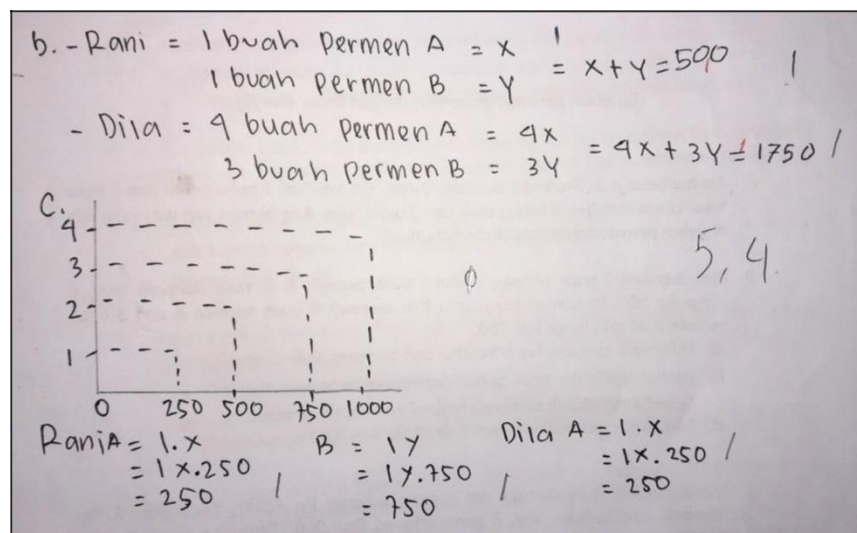 b. - Rani = 1 buah Permen A = X
1 buah Permen B = Y
= X + Y = 500
- Dila = 4 buah Permen A = 4X
3 buah Permen B = 3Y
= 4X + 3Y = 1750
C.
4
3
2
1
0 250 500 750 1000
0
5,4
Rani A = 1.X
= 1X.250
= 250
B = 1Y
= 1Y.750
= 750
Dila A = 1.X
= 1X.250
= 250